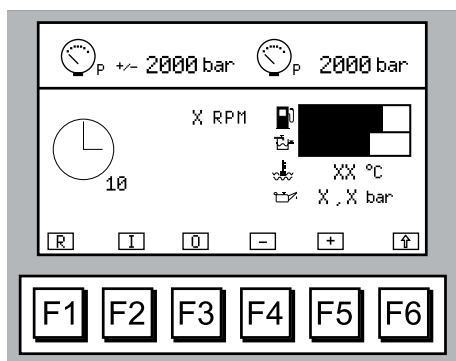 P +/- 2000 bar P 2000 bar
X RPM
10
XX °C
X,X bar
R I O - + ⇧
F1 F2 F3 F4 F5 F6